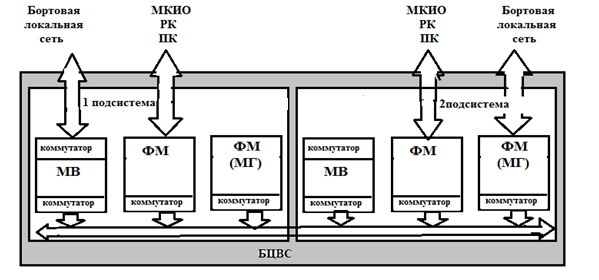 Бортовая
локальная
сеть
МКИО
РК
ПК
МКИО
РК
ПК
Бортовая
локальная
сеть
1 подсистема
2подсистема
коммутатор
МВ
коммутатор
ФМ
коммутатор
ФМ
(МГ)
коммутатор
коммутатор
МВ
коммутатор
ФМ
коммутатор
ФМ
(МГ)
коммутатор
БЦВС